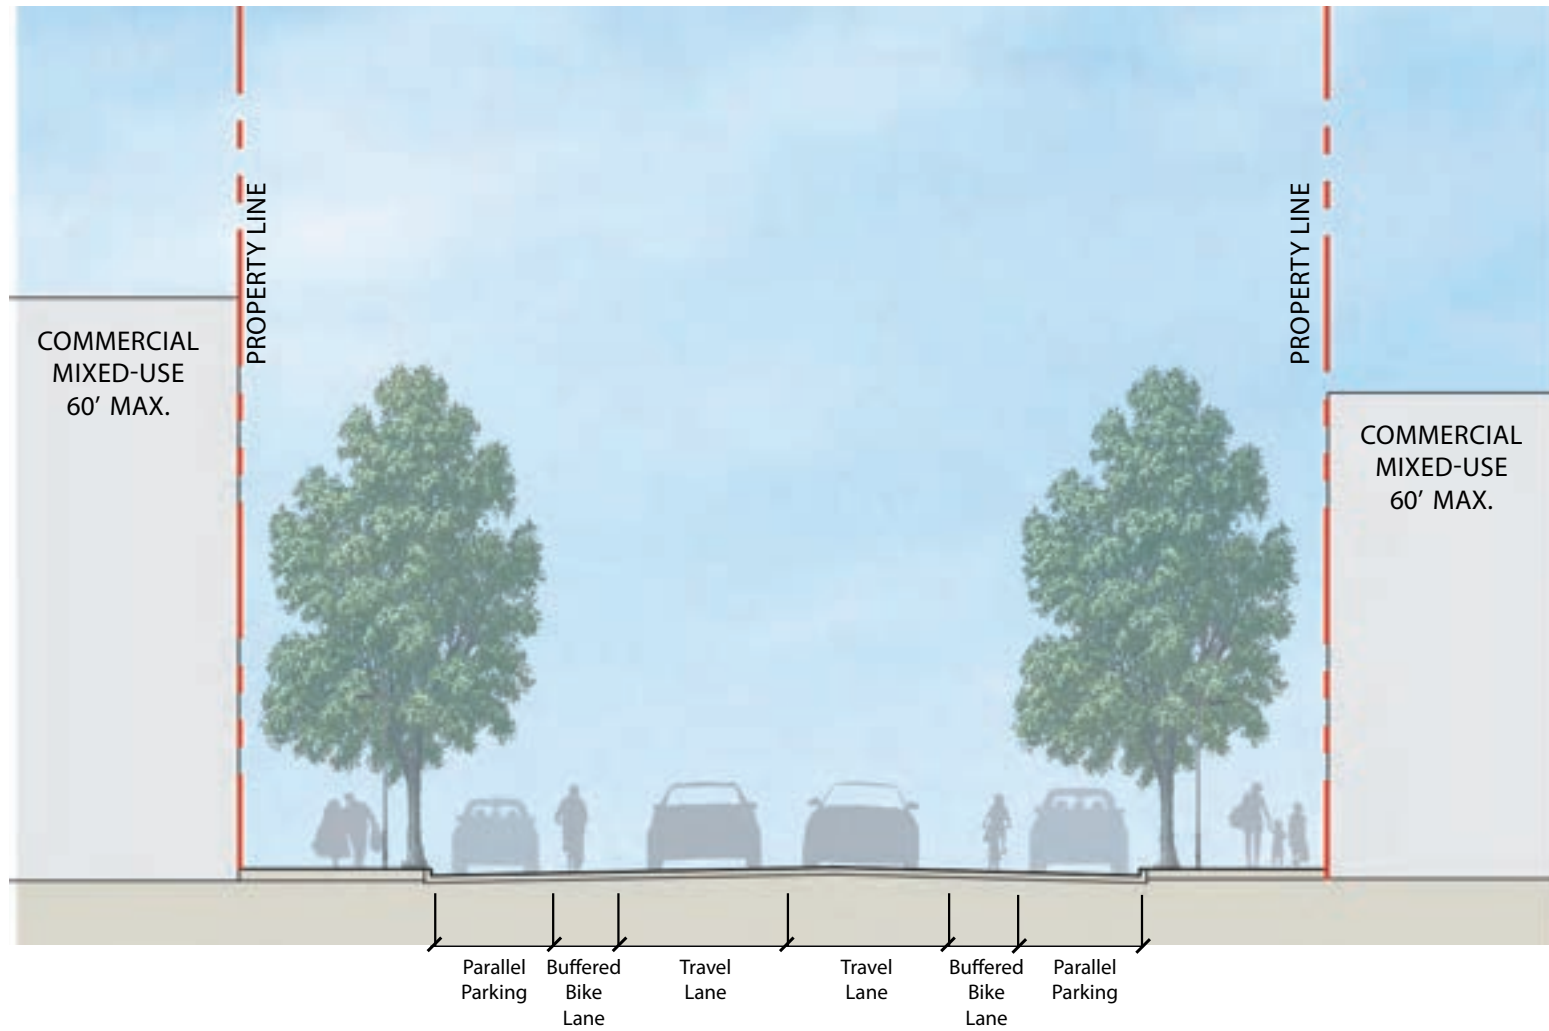 PROPERTY LINE
PROPERTY LINE
COMMERCIAL
MIXED-USE
60’ MAX.
COMMERCIAL
MIXED-USE
60’ MAX.
Parallel
Parking
Buffered
Bike
Lane
Travel
Lane
Travel
Lane
Buffered
Bike
Lane
Parallel
Parking